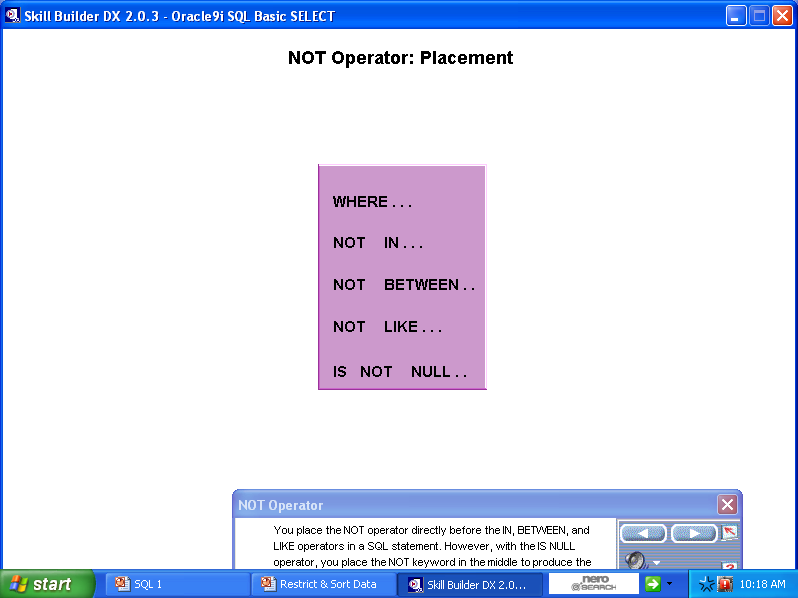 Skill Builder DX 2.0.3 - Oracle9i SQL Basic SELECT
NOT Operator: Placement
WHERE . . .
NOT IN . . .
NOT BETWEEN . .
NOT LIKE . . .
IS NOT NULL . .
NOT Operator
You place the NOT operator directly before the IN, BETWEEN, and
LIKE operators in a SQL statement. However, with the IS NULL
operator, you place the NOT keyword in the middle to produce the
start
SQL 1
Restrict & Sort Data
Skill Builder DX 2.0...
nero
@SEARCH
10:18 AM